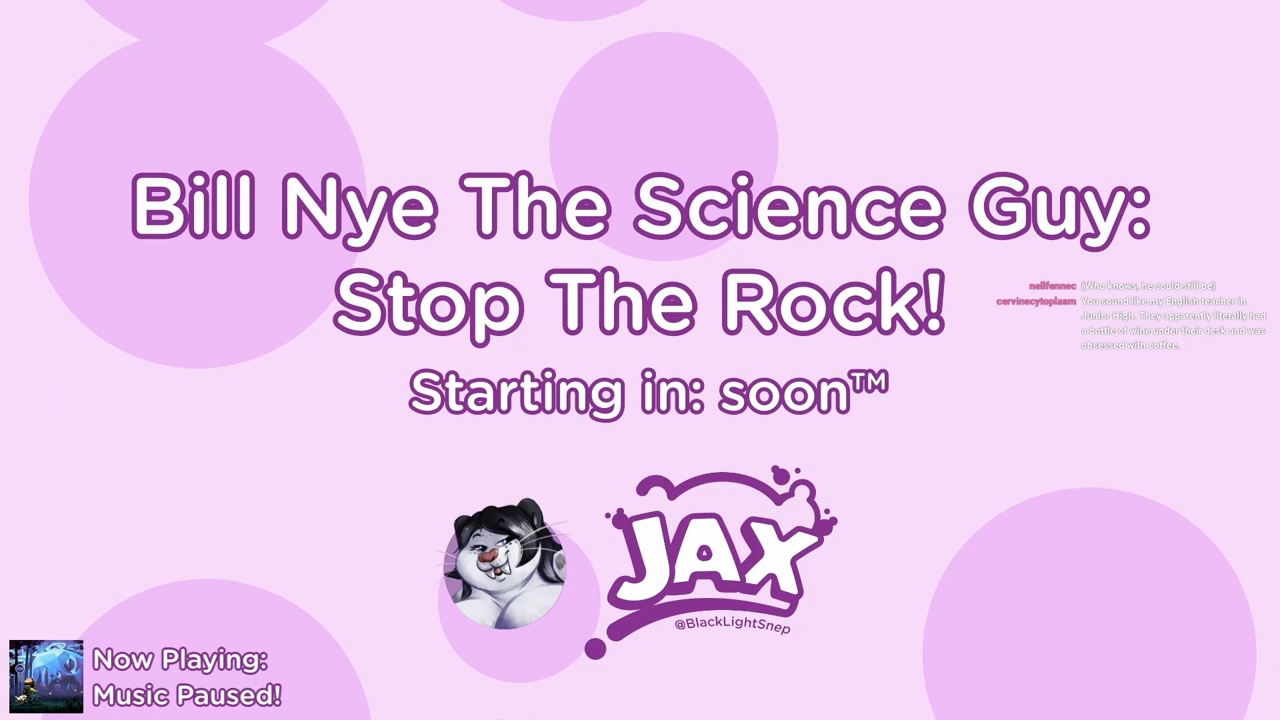 Bill Nye The Science Guy:
Stop The Rock!
Starting in: soon™
nellfennec (Who knows, he could still be)
cervinecytoplasm You sound like my English teacher in
Junior High. They apparently literally had
a bottle of wine under their desk and was
obsessed with coffee.
JAX
@BlackLightSnep
Now Playing:
Music Paused!